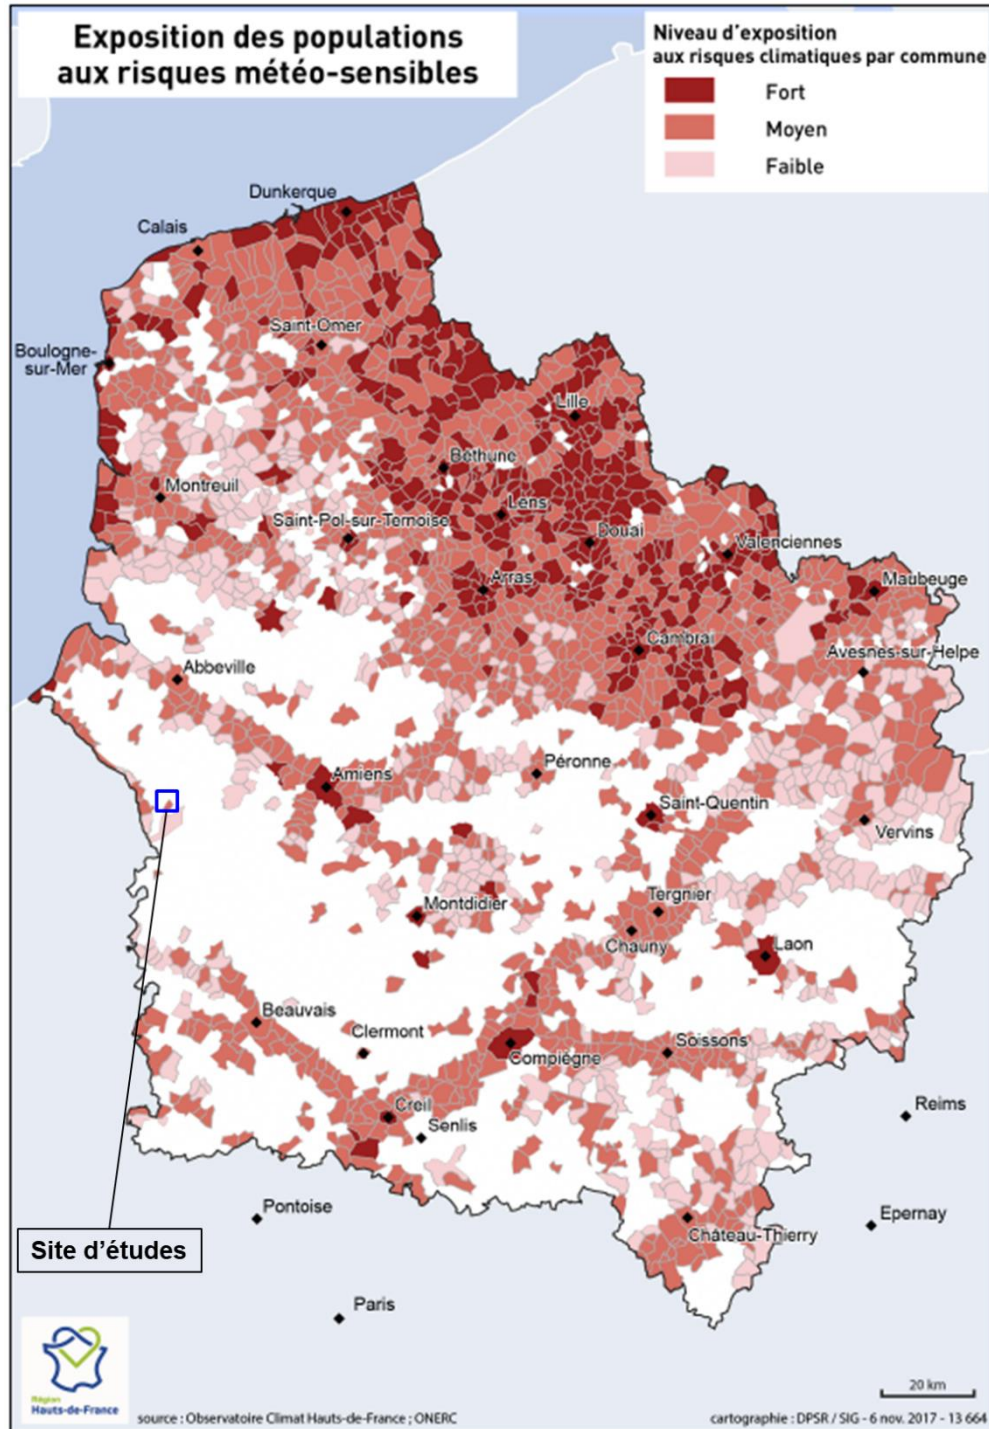 Exposition des populations
aux risques météo-sensibles
Niveau d'exposition
aux risques climatiques par commune
Fort
Moyen
Faible
Dunkerque
Calais
Saint-Omer
Boulogne-
sur-Mer
Lille
Béthune
Montreuil
Lens
Saint-Pol-sur-Ternoise
Douai
Valenciennes
Arras
Maubeuge
Cambrai
Avesnes-sur-Helpe
Abbeville
Péronne
Amiens
Saint-Quentin
Vervins
Tergnier
Montdidier
Chauny
Laon
Beauvais
Clermont
Soissons
Compiègne
Creil
Senlis
Reims
Pontoise
Epernay
Château-Thierry
Site d'études
Paris
Région
Hauts-de-France
20 km
source : Observatoire Climat Hauts-de-France ; ONERC
cartographie : DPSR / SIG - 6 nov. 2017 - 13 664